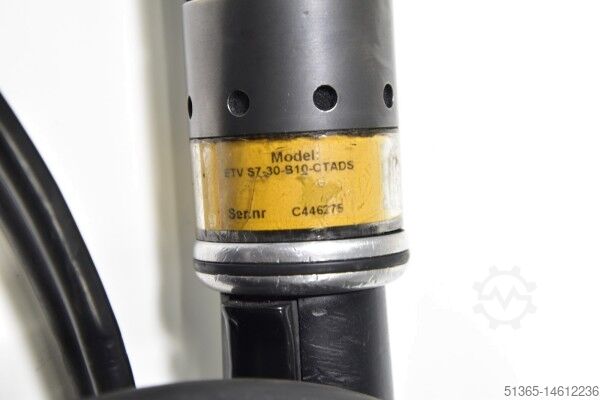 Model:
ETV S7-30-B10-CTADS
Ser.nr C446275
51365-14612236